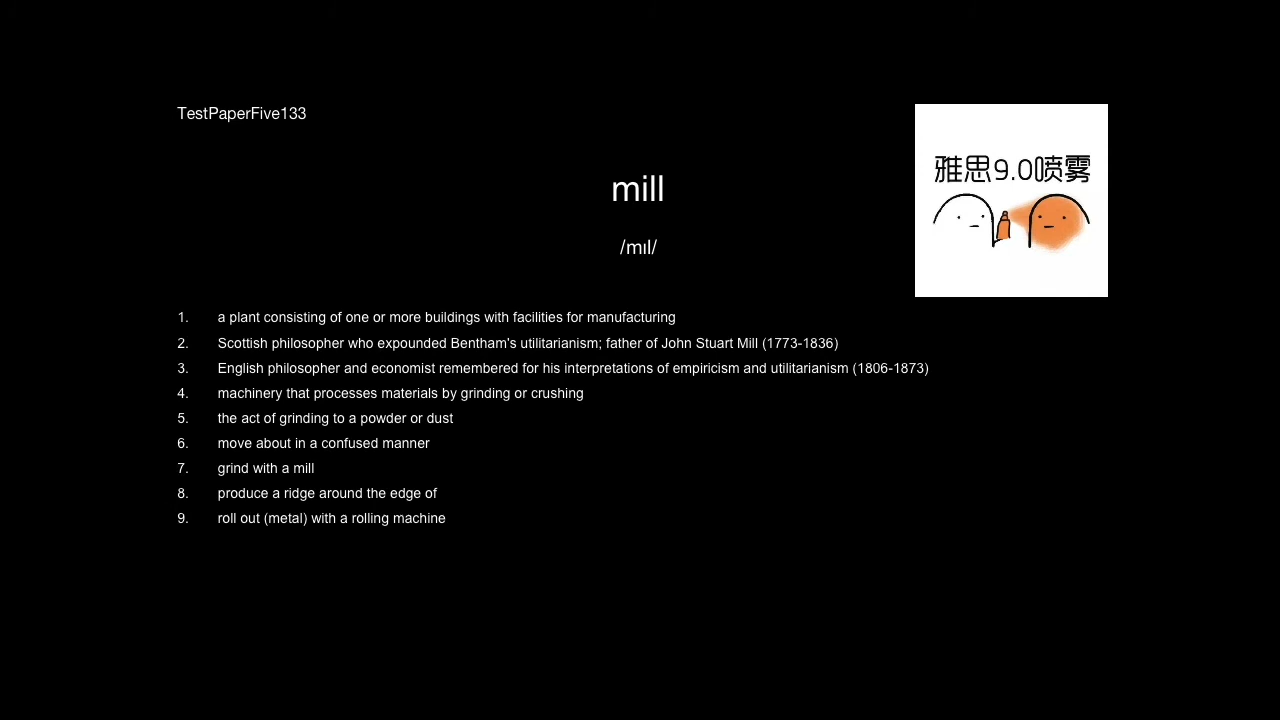 TestPaperFive133
雅思9.0喷雾
mill
/mɪl/
1. a plant consisting of one or more buildings with facilities for manufacturing
2. Scottish philosopher who expounded Bentham's utilitarianism; father of John Stuart Mill (1773-1836)
3. English philosopher and economist remembered for his interpretations of empiricism and utilitarianism (1806-1873)
4. machinery that processes materials by grinding or crushing
5. the act of grinding to a powder or dust
6. move about in a confused manner
7. grind with a mill
8. produce a ridge around the edge of
9. roll out (metal) with a rolling machine